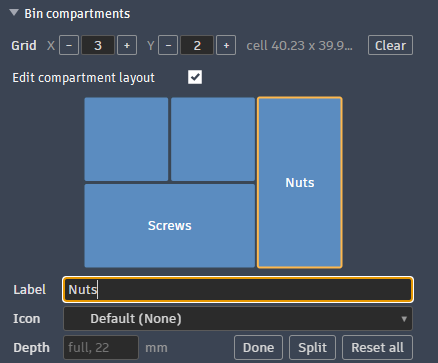 Bin compartments
Grid X - 3 + Y - 2 + cell 40.23 x 39.9... Clear
Edit compartment layout
Nuts
Screws
Label Nuts
Icon Default (None)
Depth full, 22 mm Done Split Reset all